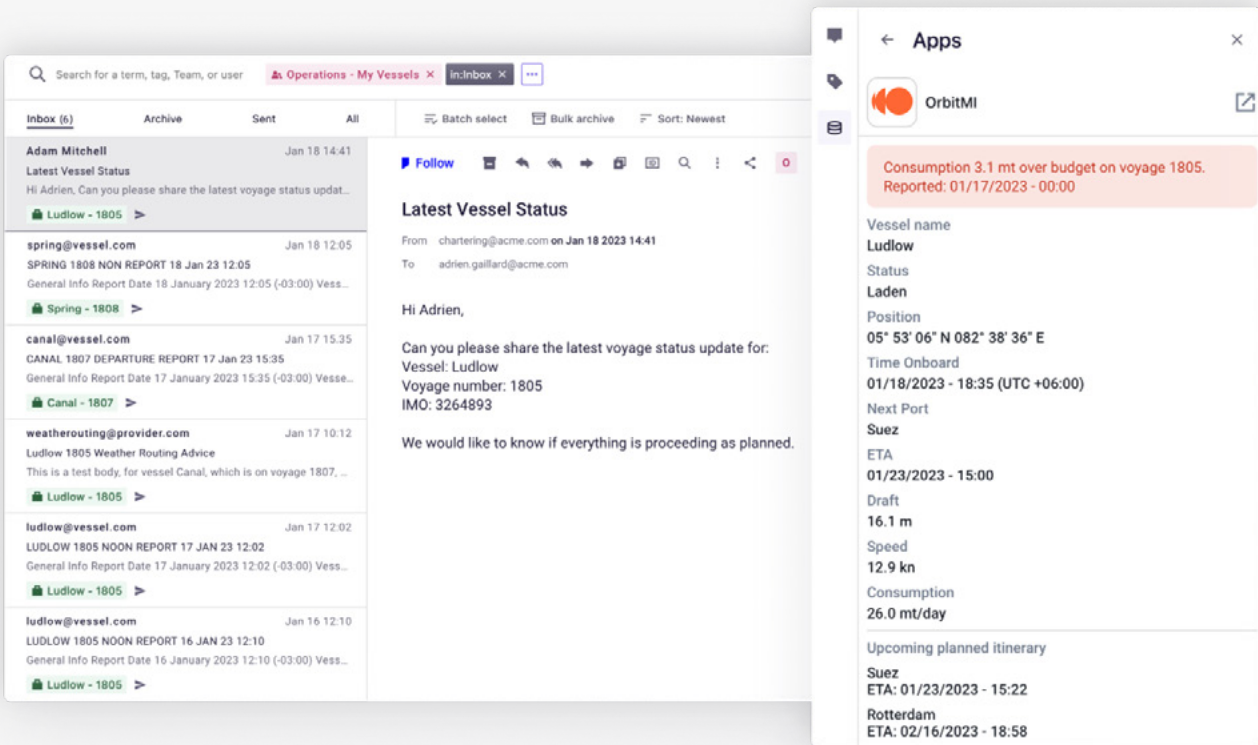 Search for a term, tag, Team, or user
Operations - My Vessels ×
in:Inbox ×
Inbox (6) Archive Sent All
Batch select Bulk archive Sort: Newest
Adam Mitchell Jan 18 14:41
Latest Vessel Status
Hi Adrien, Can you please share the latest voyage status updat...
Ludlow - 1805
spring@vessel.com Jan 18 12:05
SPRING 1808 NON REPORT 18 Jan 23 12:05
General Info Report Date 18 January 2023 12:05 (-03:00) Vess...
Spring - 1808
canal@vessel.com Jan 17 15.35
CANAL 1807 DEPARTURE REPORT 17 Jan 23 15:35
General Info Report Date 17 January 2023 15:35 (-03:00) Vesse...
Canal - 1807
weatherouting@provider.com Jan 17 10:12
Ludlow 1805 Weather Routing Advice
This is a test body, for vessel Canal, which is on voyage 1807, ...
Ludlow - 1805
ludlow@vessel.com Jan 17 12:02
LUDLOW 1805 NOON REPORT 17 JAN 23 12:02
General Info Report Date 17 January 2023 12:02 (-03:00) Vess...
Ludlow - 1805
ludlow@vessel.com Jan 16 12:10
LUDLOW 1805 NOON REPORT 16 JAN 23 12:10
General Info Report Date 16 January 2023 12:10 (-03:00) Vess...
Ludlow - 1805
Follow
0
Latest Vessel Status
From chartering@acme.com on Jan 18 2023 14:41
To adrien.gaillard@acme.com
Hi Adrien,
Can you please share the latest voyage status update for:
Vessel: Ludlow
Voyage number: 1805
IMO: 3264893
We would like to know if everything is proceeding as planned.
Apps
OrbitMI
Consumption 3.1 mt over budget on voyage 1805.
Reported: 01/17/2023 - 00:00
Vessel name
Ludlow
Status
Laden
Position
05° 53' 06" N 082° 38' 36" E
Time Onboard
01/18/2023 - 18:35 (UTC +06:00)
Next Port
Suez
ETA
01/23/2023 - 15:00
Draft
16.1 m
Speed
12.9 kn
Consumption
26.0 mt/day
Upcoming planned itinerary
Suez
ETA: 01/23/2023 - 15:22
Rotterdam
ETA: 02/16/2023 - 18:58